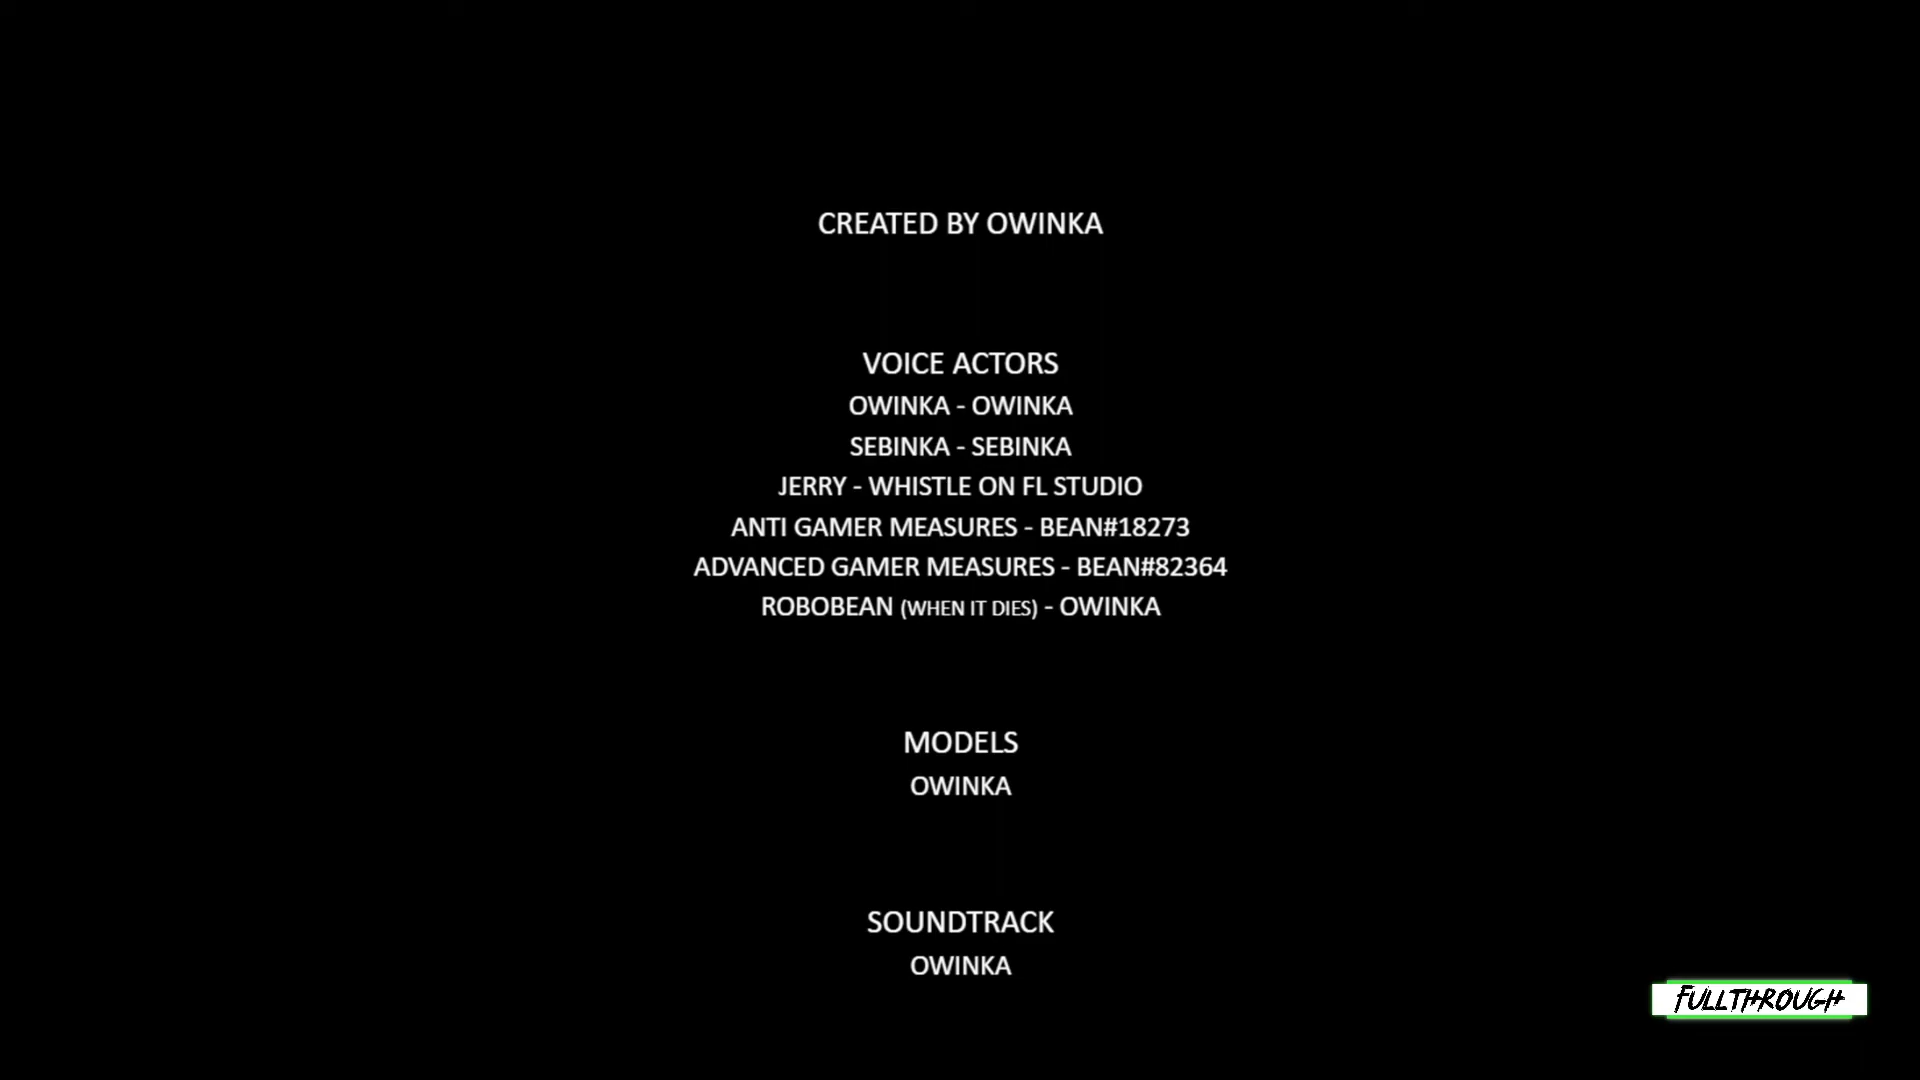 CREATED BY OWINKA
VOICE ACTORS
OWINKA - OWINKA
SEBINKA - SEBINKA
JERRY - WHISTLE ON FL STUDIO
ANTI GAMER MEASURES - BEAN#18273
ADVANCED GAMER MEASURES - BEAN#82364
ROBOBEAN (WHEN IT DIES) - OWINKA
MODELS
OWINKA
SOUNDTRACK
OWINKA
FULLTHROUGH